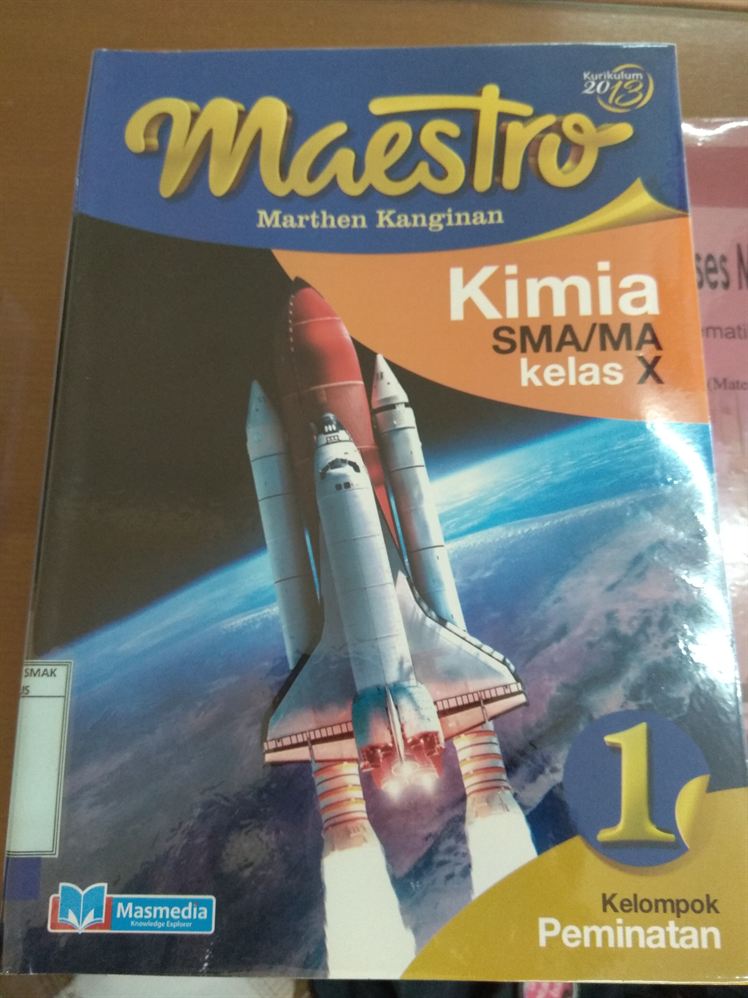 Kurikulum
2013
Maestro
Marthen Kanginan
Kimia
SMA/MA
kelas X
SMAK
1
Kelompok
Peminatan
Masmedia
Knowledge Explorer